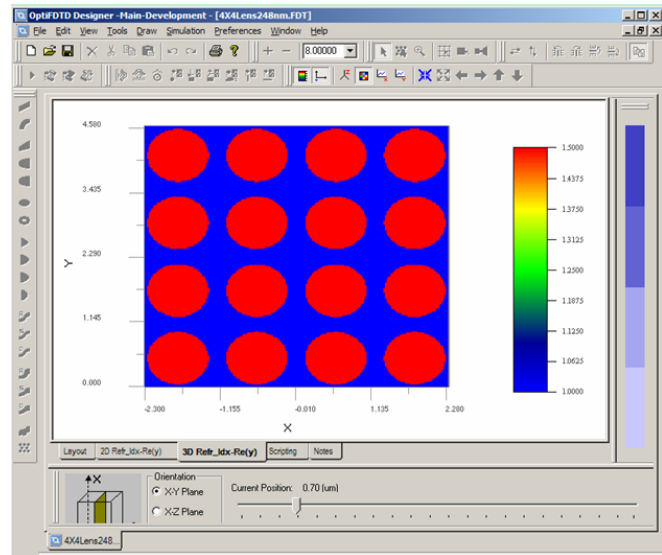 OptiFDTD Designer -Main-Development - [4X4Lens248nm.FDT]
File Edit View Tools Draw Simulation Preferences Window Help
8.00000
4.580
3.435
2.290
1.145
0.000
Y
-2.300 -1.155 -0.010 1.135 2.280
X
1.5000
1.4375
1.3750
1.3125
1.2500
1.1875
1.1250
1.0625
1.0000
Layout 2D Refr_Idx-Re(y) 3D Refr_Idx-Re(y) Scripting Notes
X
Orientation
X-Y Plane
X-Z Plane
Current Position: 0.70 (um)
4X4Lens248...